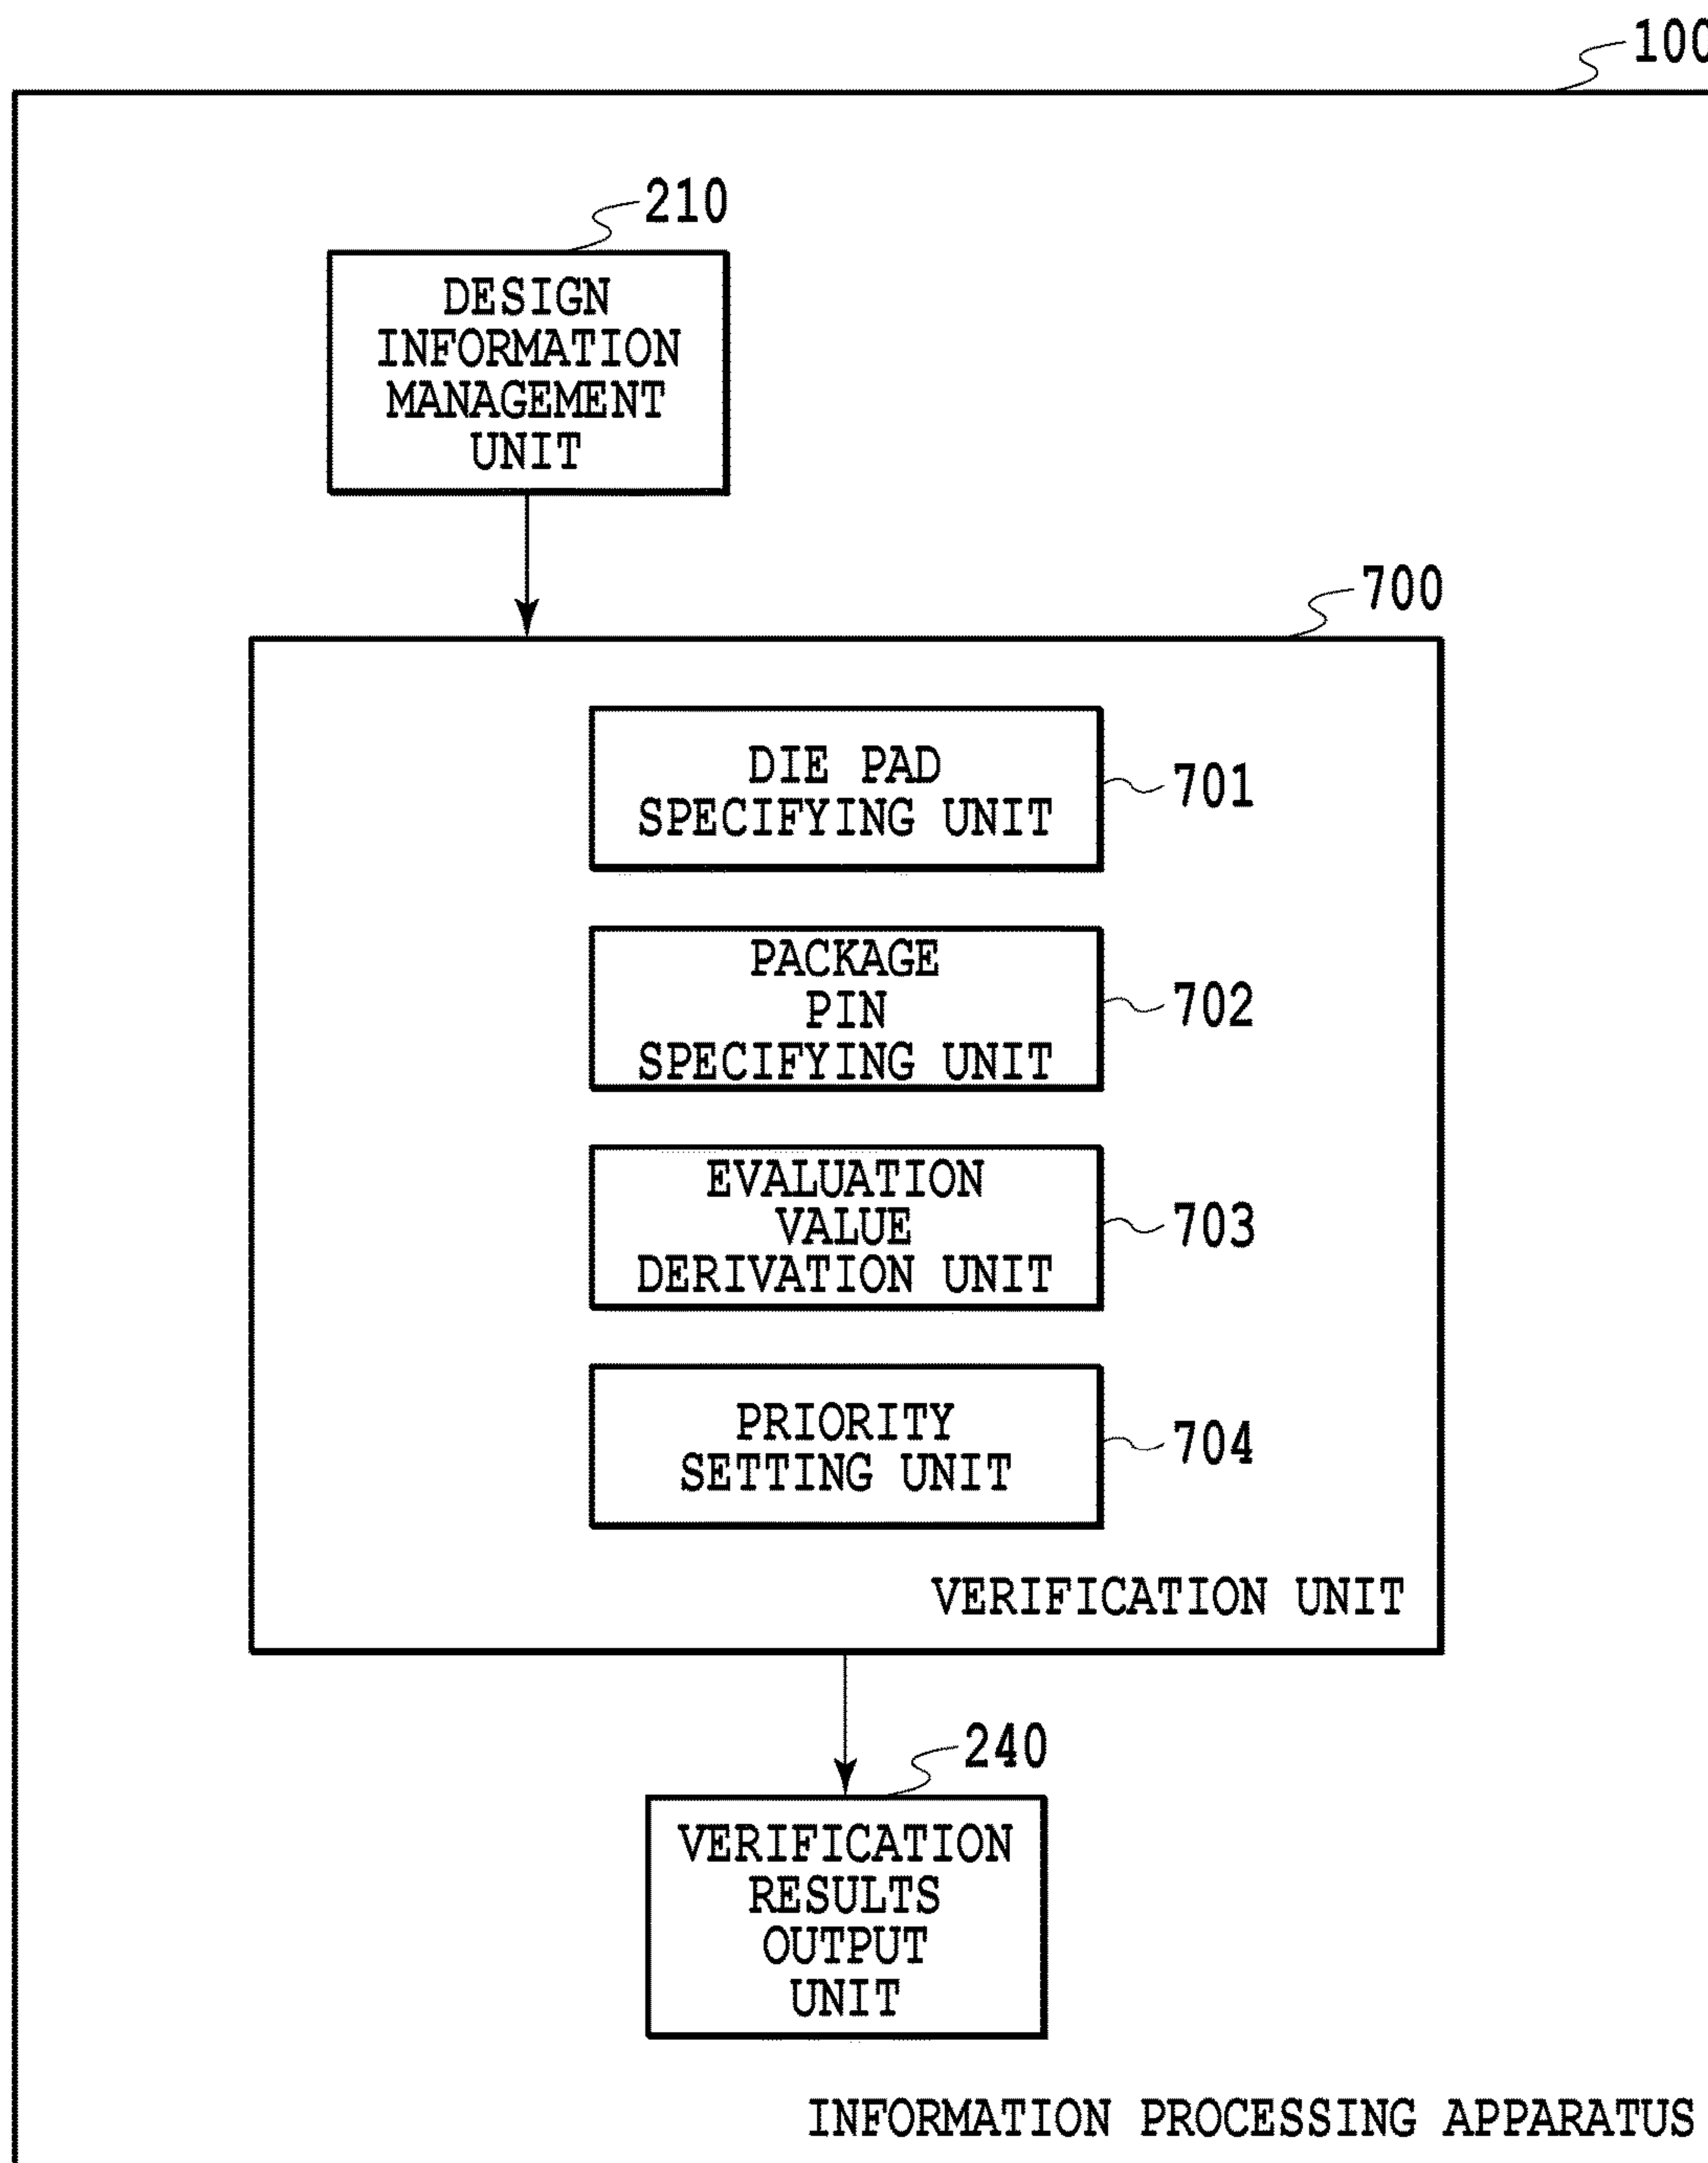 100
210
DESIGN
INFORMATION
MANAGEMENT
UNIT
700
DIE PAD
SPECIFYING UNIT
701
PACKAGE
PIN
SPECIFYING UNIT
702
EVALUATION
VALUE
DERIVATION UNIT
703
PRIORITY
SETTING UNIT
704
VERIFICATION UNIT
240
VERIFICATION
RESULTS
OUTPUT
UNIT
INFORMATION PROCESSING APPARATUS